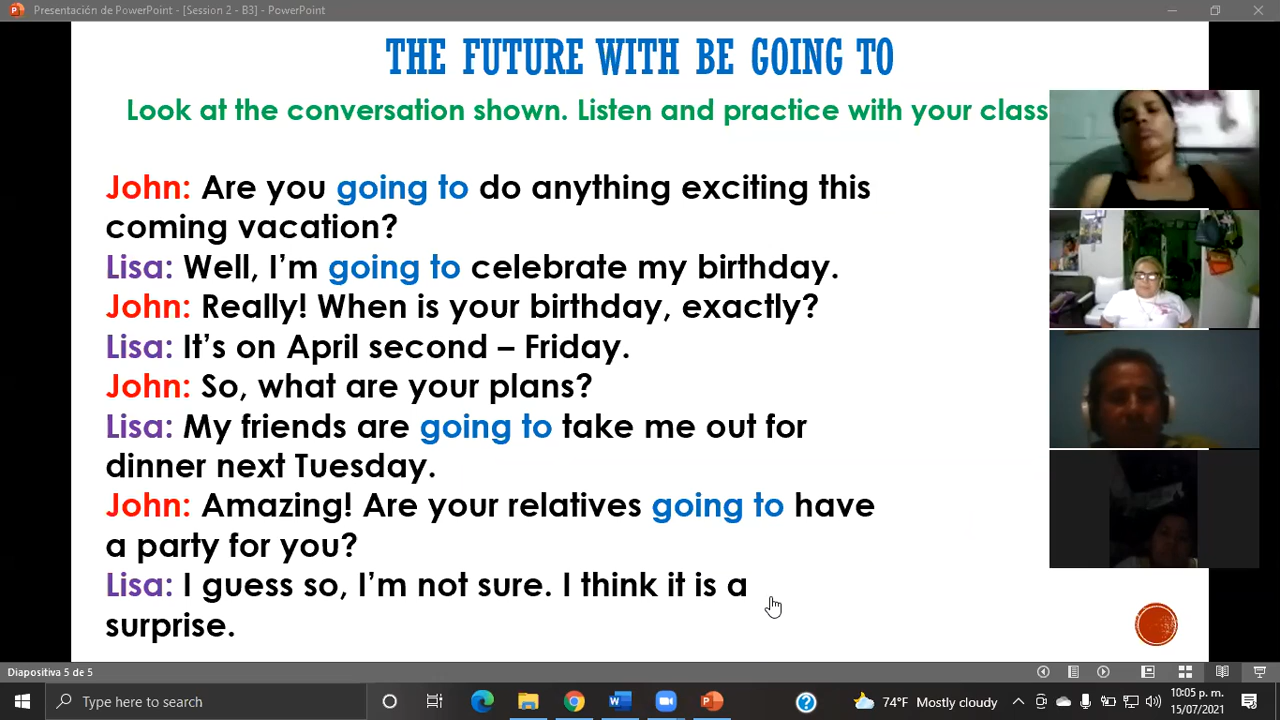 Presentación de PowerPoint - [Session 2 - B3] - PowerPoint
THE FUTURE WITH BE GOING TO
Look at the conversation shown. Listen and practice with your class
John: Are you going to do anything exciting this
coming vacation?
Lisa: Well, I'm going to celebrate my birthday.
John: Really! When is your birthday, exactly?
Lisa: It's on April second – Friday.
John: So, what are your plans?
Lisa: My friends are going to take me out for
dinner next Tuesday.
John: Amazing! Are your relatives going to have
a party for you?
Lisa: I guess so, I'm not sure. I think it is a
surprise.
Diapositiva 5 de 5
Type here to search
74°F Mostly cloudy
10:05 p. m.
15/07/2021